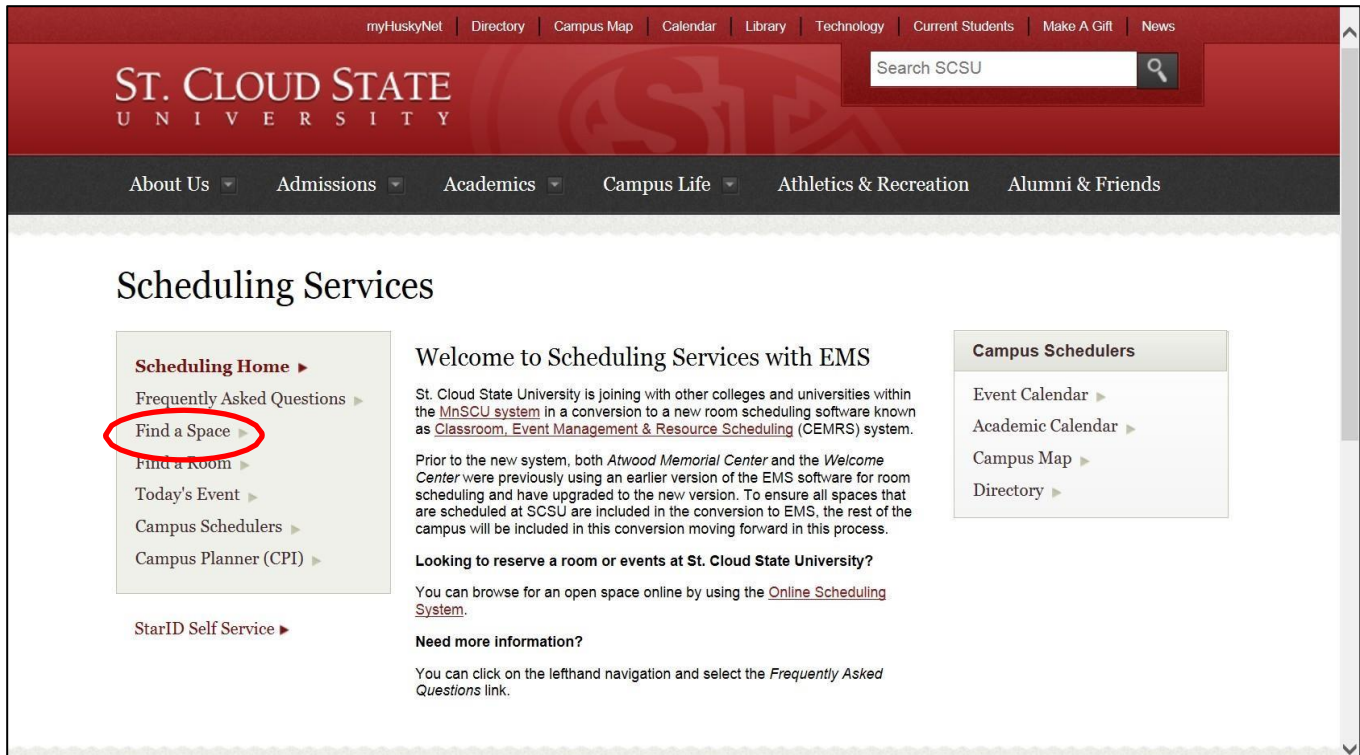 myHuskyNet Directory Campus Map Calendar Library Technology Current Students Make A Gift News
Search SCSU
ST. CLOUD STATE
UNIVERSITY
About Us Admissions Academics Campus Life Athletics & Recreation Alumni & Friends
Scheduling Services
Scheduling Home
Frequently Asked Questions
Find a Space
Find a Room
Today's Event
Campus Schedulers
Campus Planner (CPI)
StarID Self Service
Welcome to Scheduling Services with EMS
St. Cloud State University is joining with other colleges and universities within
the MnSCU system in a conversion to a new room scheduling software known
as Classroom, Event Management & Resource Scheduling (CEMRS) system.
Prior to the new system, both Atwood Memorial Center and the Welcome
Center were previously using an earlier version of the EMS software for room
scheduling and have upgraded to the new version. To ensure all spaces that
are scheduled at SCSU are included in the conversion to EMS, the rest of the
campus will be included in this conversion moving forward in this process.
Looking to reserve a room or events at St. Cloud State University?
You can browse for an open space online by using the Online Scheduling
System.
Need more information?
You can click on the lefthand navigation and select the Frequently Asked
Questions link.
Campus Schedulers
Event Calendar
Academic Calendar
Campus Map
Directory